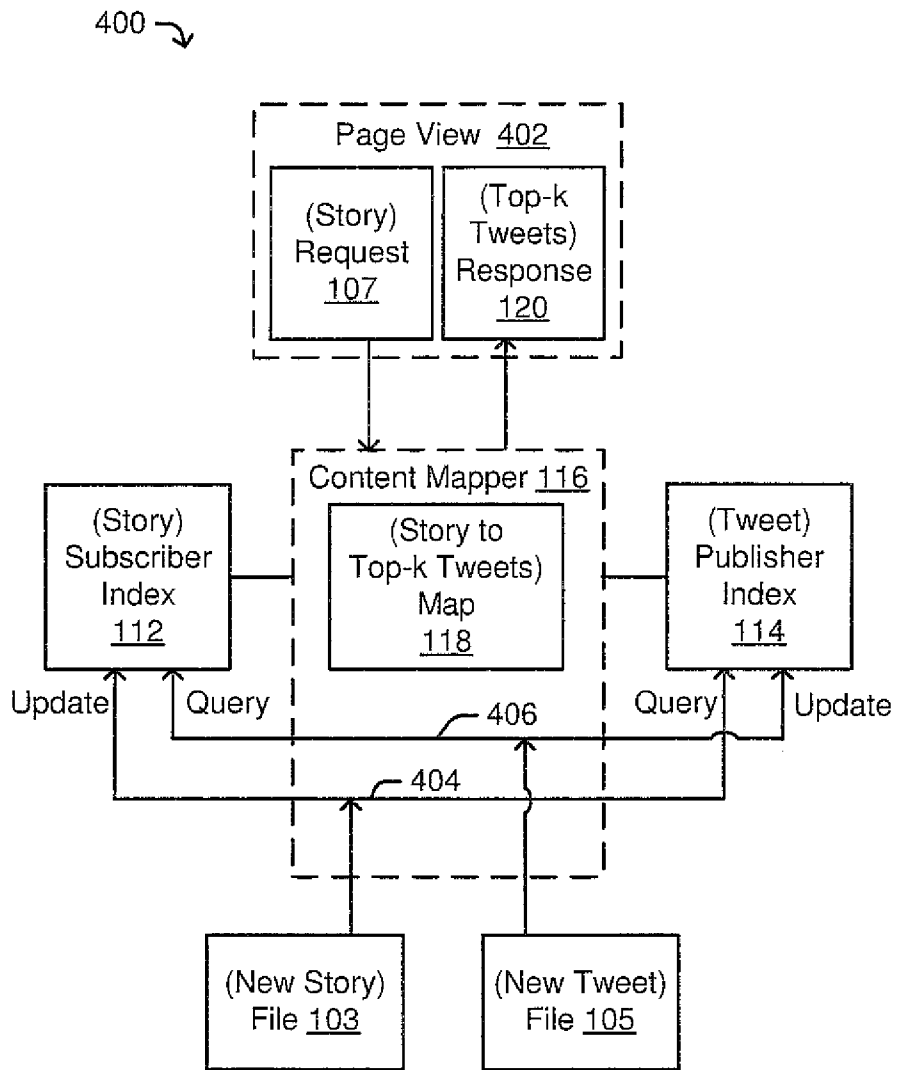 400
Page View 402
(Story)
Request
107
(Top-k
Tweets)
Response
120
Content Mapper 116
(Story)
Subscriber
Index
112
(Story to
Top-k Tweets)
Map
118
(Tweet)
Publisher
Index
114
Update
Query
Query
Update
406
404
(New Story)
File 103
(New Tweet)
File 105